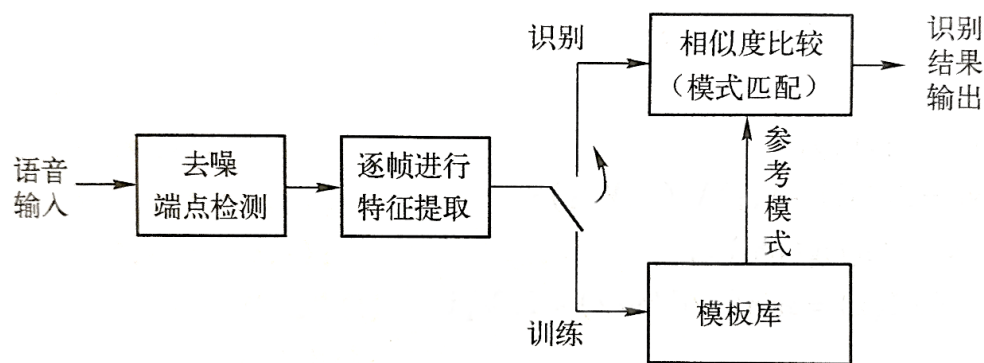 识别
相似度比较
（模式匹配）
识别
结果
输出
语音
输入
去噪
端点检测
逐帧进行
特征提取
参考模式
训练
模板库